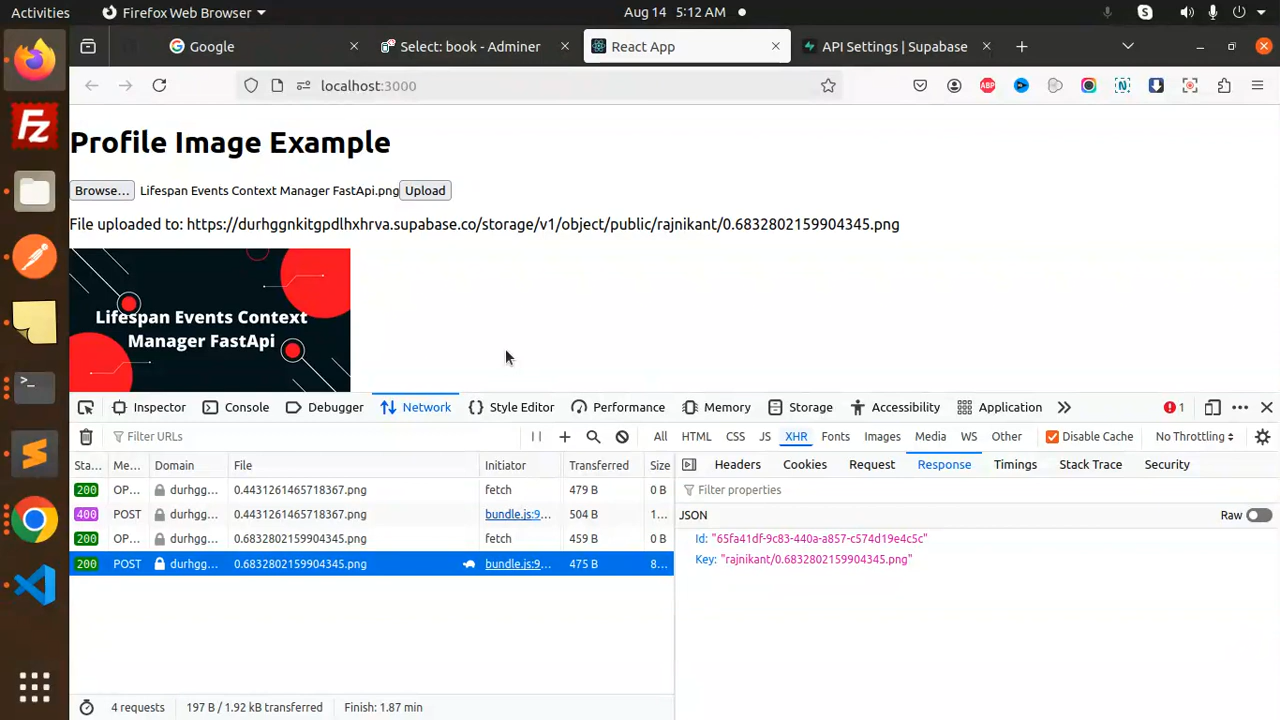 Activities
Firefox Web Browser
Aug 14 5:12 AM
Google
Select: book - Adminer
React App
API Settings | Supabase
localhost:3000
ABP
N
Fz
Profile Image Example
Browse... Lifespan Events Context Manager FastApi.png Upload
File uploaded to: https://durhggnkitgpdlhxhrva.supabase.co/storage/v1/object/public/rajnikant/0.6832802159904345.png
Lifespan Events Context
Manager FastApi
Inspector Console Debugger Network Style Editor Performance Memory Storage Accessibility Application 1
Filter URLs
All HTML CSS JS XHR Fonts Images Media WS Other Disable Cache No Throttling
Sta... Me... Domain File Initiator Transferred Size
Headers Cookies Request Response Timings Stack Trace Security
200 OP... durhgg... 0.4431261465718367.png fetch 479 B 0 B
400 POST durhgg... 0.4431261465718367.png bundle.js:9... 504 B 1...
200 OP... durhgg... 0.6832802159904345.png fetch 459 B 0 B
200 POST durhgg... 0.6832802159904345.png bundle.js:9... 475 B 8...
Filter properties
JSON
Raw
Id: "65fa41df-9c83-440a-a857-c574d19e4c5c"
Key: "rajnikant/0.6832802159904345.png"
4 requests 197 B / 1.92 kB transferred Finish: 1.87 min